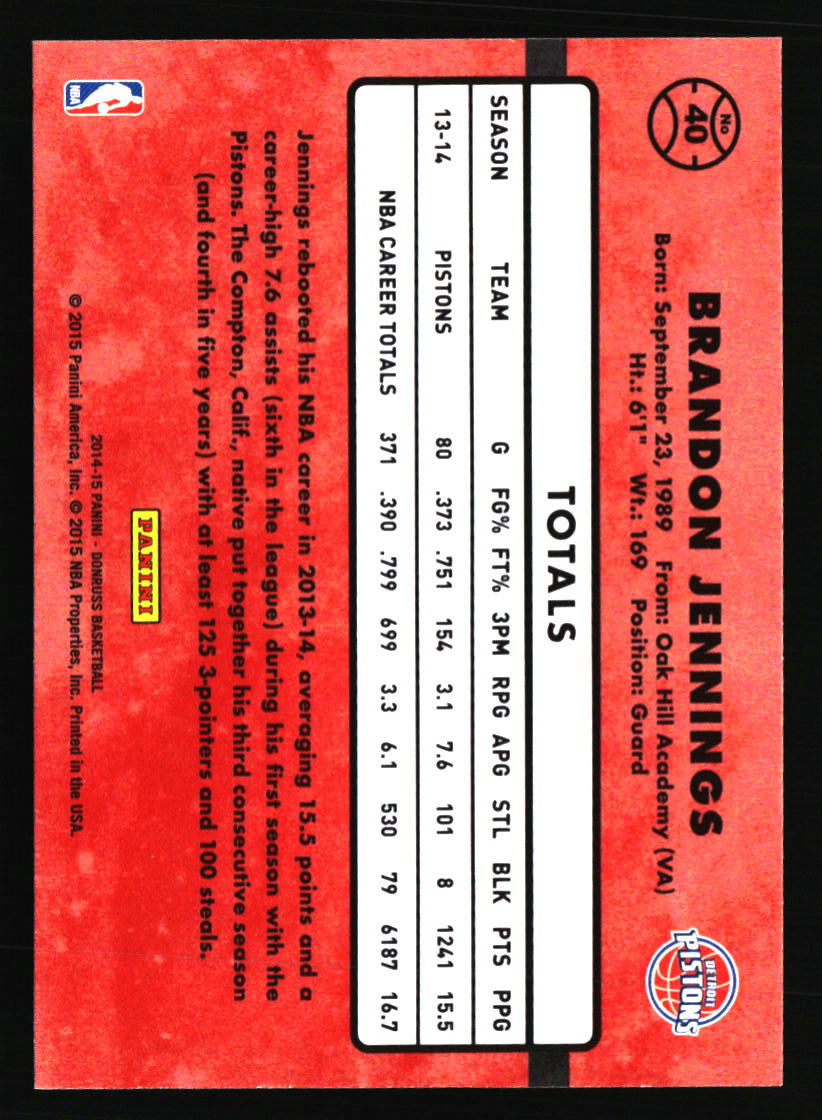 No
40
BRANDON JENNINGS
Born: September 23, 1989 From: Oak Hill Academy (VA)
Ht.: 6'1" Wt.: 169 Position: Guard
DETROIT
PISTONS
TOTALS
SEASON TEAM G FG% FT% 3PM RPG APG STL BLK PTS PPG
13-14 PISTONS 80 .373 .751 154 3.1 7.6 101 8 1241 15.5
NBA CAREER TOTALS 371 .390 .799 699 3.3 6.1 530 79 6187 16.7
Jennings rebooted his NBA career in 2013-14, averaging 15.5 points and a
career-high 7.6 assists (sixth in the league) during his first season with the
Pistons. The Compton, Calif., native put together his third consecutive season
(and fourth in five years) with at least 125 3-pointers and 100 steals.
PANINI
2014-15 PANINI - DONRUSS BASKETBALL
© 2015 Panini America, Inc. © 2015 NBA Properties, Inc. Printed in the USA.
NBA